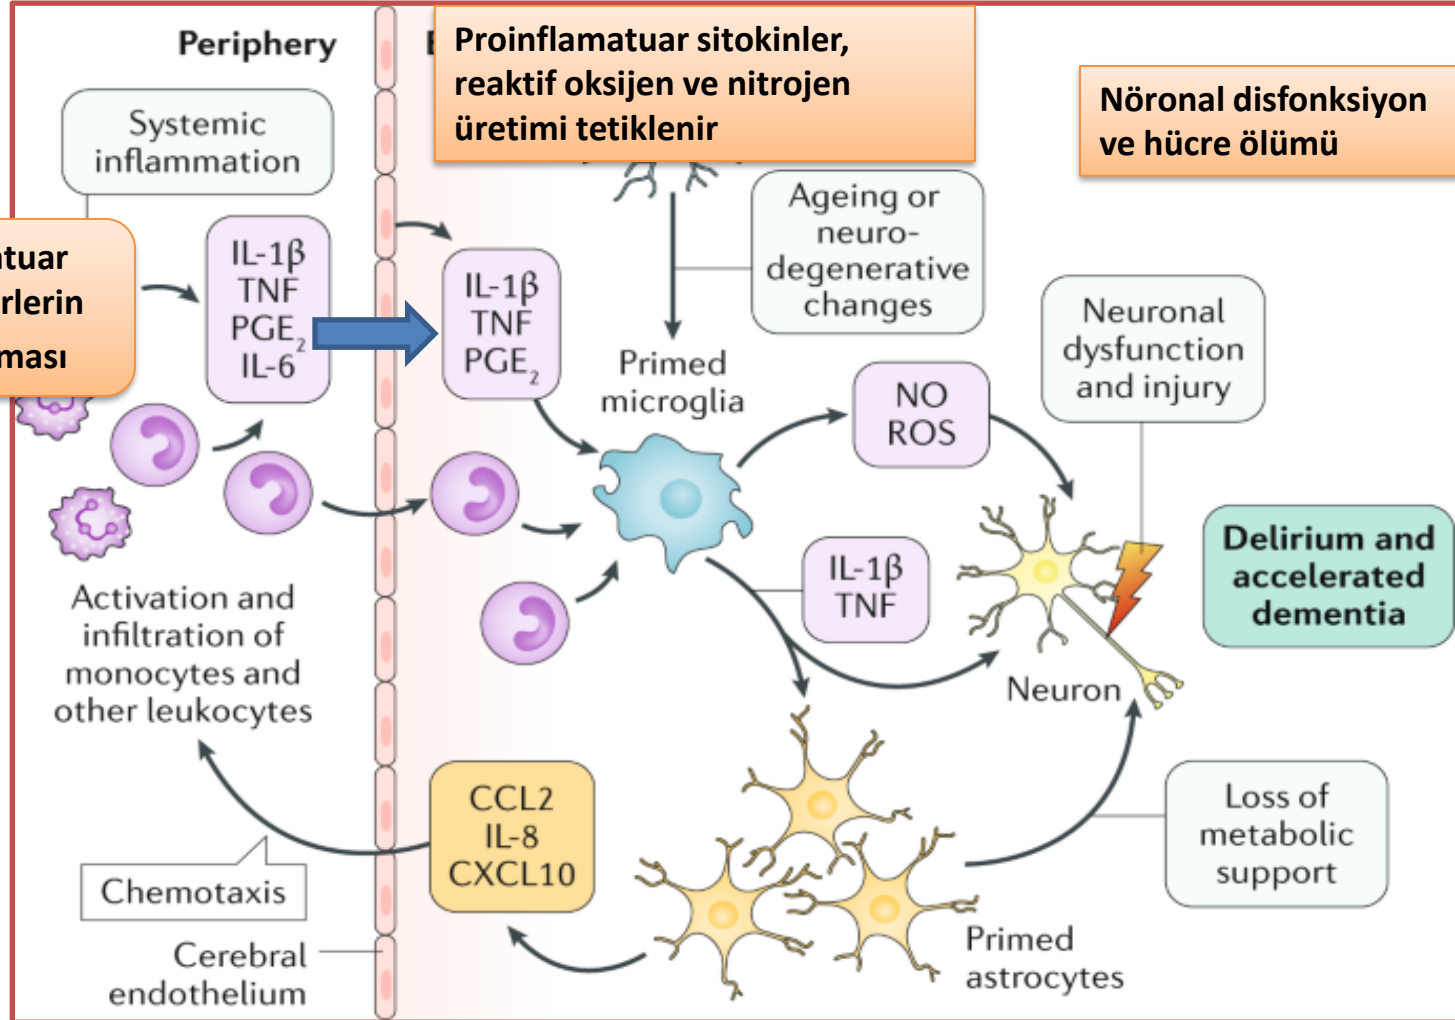 Periphery
Proinflamatuar sitokinler,
reaktif oksijen ve nitrojen
üretimi tetiklenir
Nöronal disfonksiyon
ve hücre ölümü
Systemic
inflammation
IL-1β
TNF
PGE₂
IL-6
IL-1β
TNF
PGE₂
Ageing or
neuro-
degenerative
changes
Primed
microglia
NO
ROS
Neuronal
dysfunction
and injury
IL-1β
TNF
Delirium and
accelerated
dementia
Neuron
Activation and
infiltration of
monocytes and
other leukocytes
CCL2
IL-8
CXCL10
Loss of
metabolic
support
Chemotaxis
Cerebral
endothelium
Primed
astrocytes